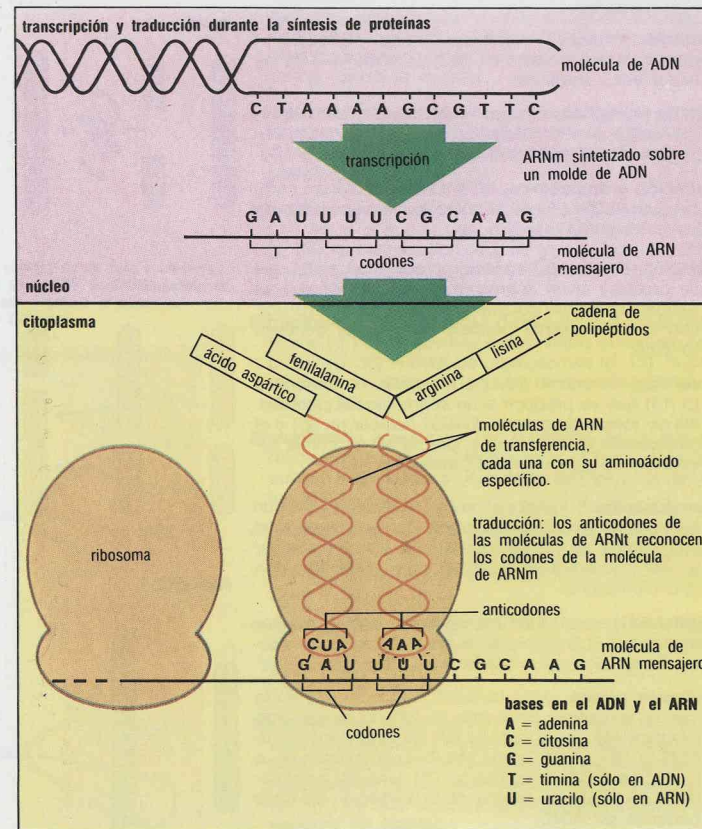 transcripción y traducción durante la síntesis de proteínas
molécula de ADN
C T A A A A G C G T T C
transcripción
ARNm sintetizado sobre
un molde de ADN
G A U U U U C G C A A G
codones
molécula de ARN
mensajero
núcleo
citoplasma
cadena de
polipéptidos
ácido aspártico
fenilalanina
arginina
lisina
moléculas de ARN
de transferencia,
cada una con su aminoácido
específico.
ribosoma
traducción: los anticodones de
las moléculas de ARNt reconocen
los codones de la molécula
de ARNm
anticodones
CUA
AAA
molécula de
ARN mensajero
G A U U U U C G C A A G
codones
bases en el ADN y el ARN
A = adenina
C = citosina
G = guanina
T = timina (sólo en ADN)
U = uracilo (sólo en ARN)